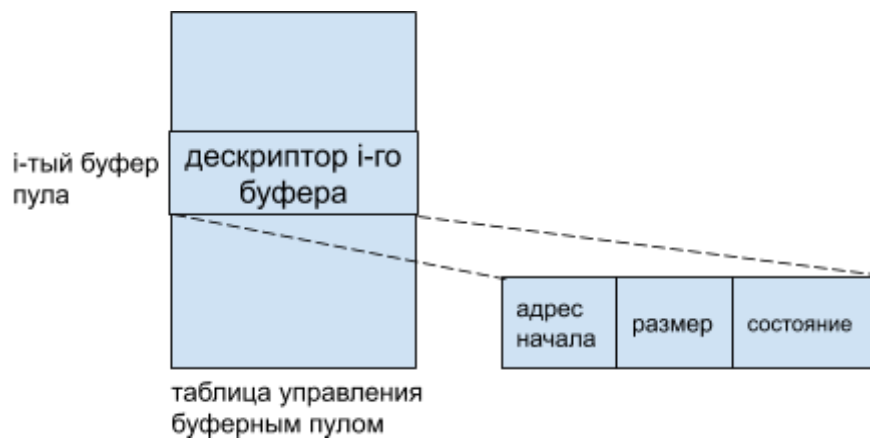 i-тый буфер
пула
дескриптор i-го
буфера
адрес
начала
размер
состояние
таблица управления
буферным пулом